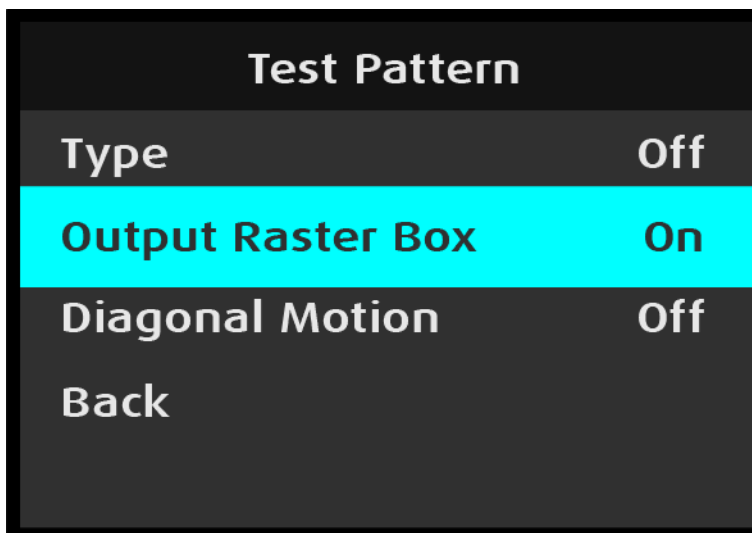 Test Pattern
Type Off
Output Raster Box On
Diagonal Motion Off
Back